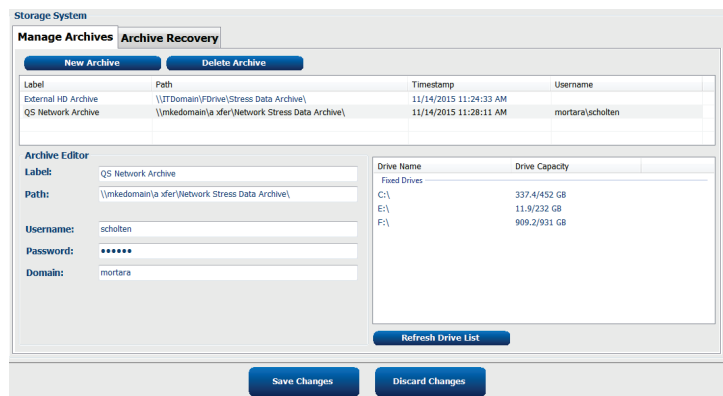 Storage System
Manage Archives Archive Recovery
New Archive Delete Archive
Label Path Timestamp Username
External HD Archive \\ITDomain\FDrive\Stress Data Archive\ 11/14/2015 11:24:33 AM
QS Network Archive \\mkedomain\a xfer\Network Stress Data Archive\ 11/14/2015 11:28:11 AM mortara\scholten
Archive Editor
Label: QS Network Archive
Path: \\mkedomain\a xfer\Network Stress Data Archive\
Username: scholten
Password: ••••••
Domain: mortara
Drive Name Drive Capacity
Fixed Drives
C:\ 337.4/452 GB
E:\ 11.9/232 GB
F:\ 909.2/931 GB
Refresh Drive List
Save Changes Discard Changes